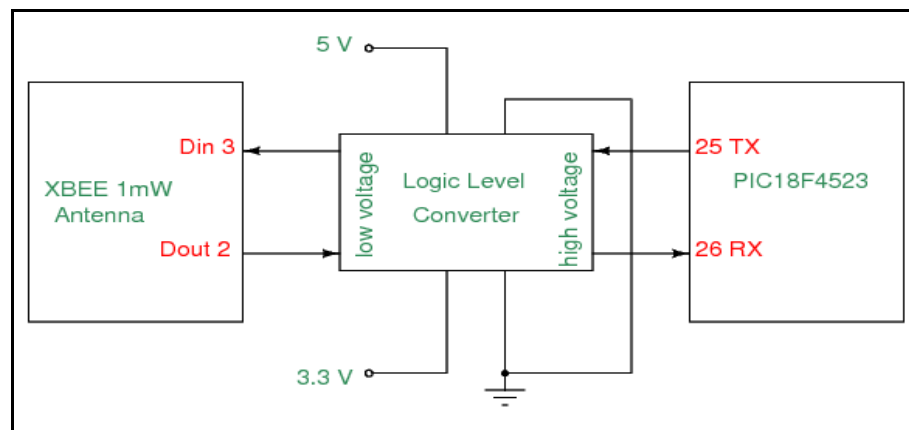 5 V
Din 3
XBEE 1mW
Antenna
Dout 2
low voltage
Logic Level
Converter
high voltage
25 TX
PIC18F4523
26 RX
3.3 V